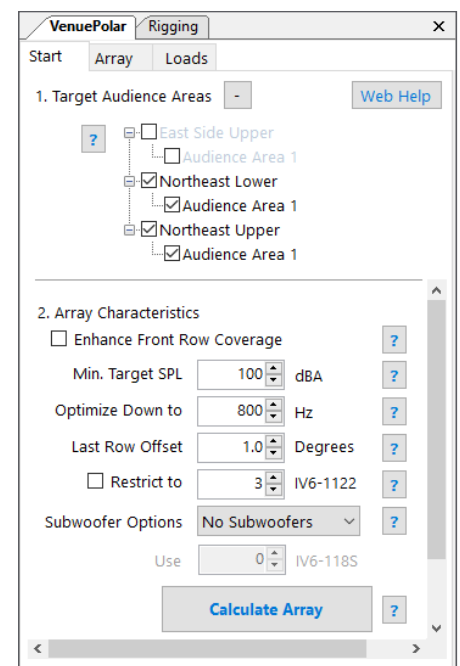 VenuePolar Rigging ×
Start Array Loads
1. Target Audience Areas - Web Help
? East Side Upper
Audience Area 1
Northeast Lower
Audience Area 1
Northeast Upper
Audience Area 1
2. Array Characteristics
Enhance Front Row Coverage ?
Min. Target SPL 100 dBA ?
Optimize Down to 800 Hz ?
Last Row Offset 1.0 Degrees ?
Restrict to 3 IV6-1122 ?
Subwoofer Options No Subwoofers ?
Use 0 IV6-118S
Calculate Array ?